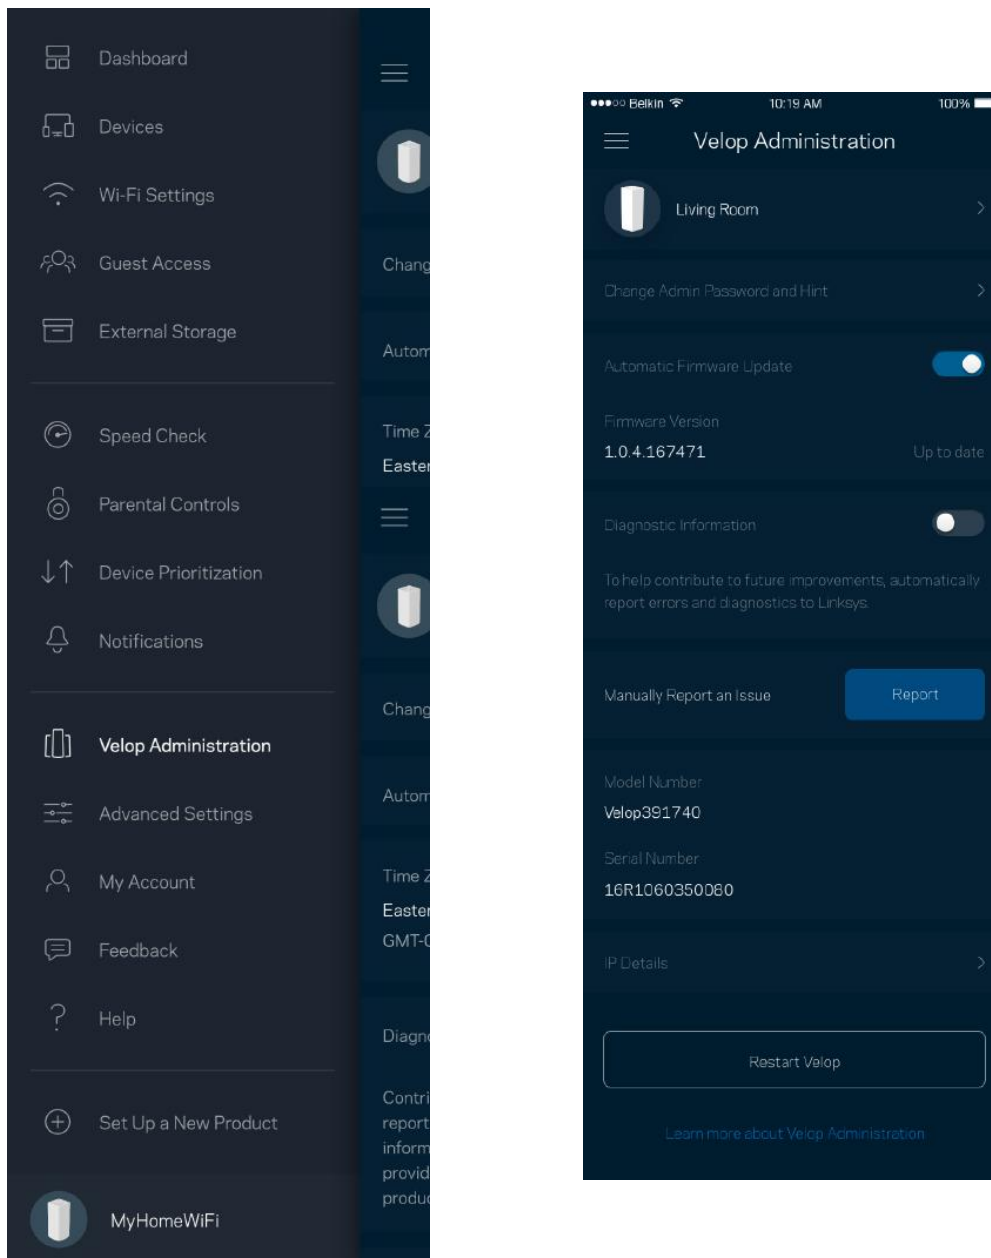 Dashboard
Devices
Wi-Fi Settings
Guest Access
External Storage
Speed Check
Parental Controls
Device Prioritization
Notifications
Velop Administration
Advanced Settings
My Account
Feedback
Help
Set Up a New Product
MyHomeWiFi
Chang
Autom
Time Z
Easter
Chang
Autom
Time Z
Easter
GMT-0
Diagno
Contri
report
inform
provid
produc
Belkin 10:19 AM 100%
Velop Administration
Living Room
Change Admin Password and Hint
Automatic Firmware Update
Firmware Version
1.0.4.167471 Up to date
Diagnostic Information
To help contribute to future improvements, automatically
report errors and diagnostics to Linksys.
Manually Report an Issue Report
Model Number
Velop391740
Serial Number
16R1060350080
IP Details
Restart Velop
Learn more about Velop Administration